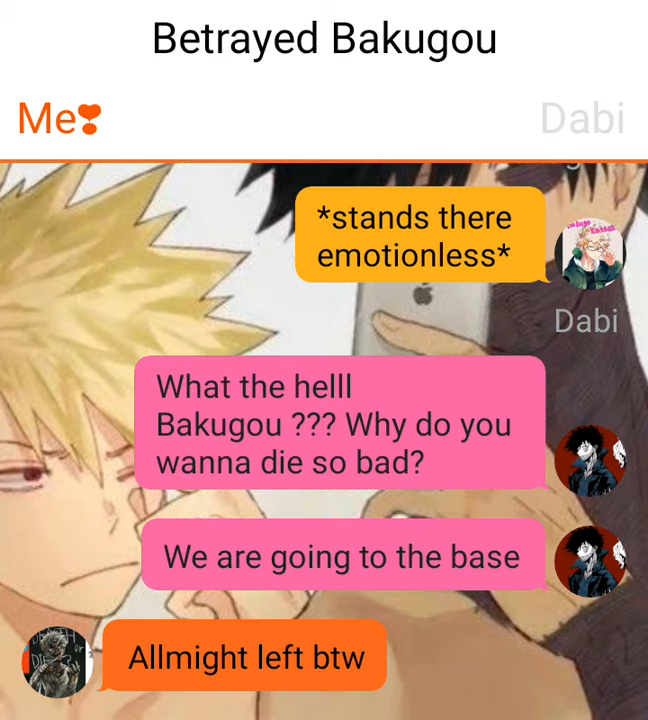 Betrayed Bakugou
Me❣
Dabi
*stands there
emotionless*
Dabi
What the helll
Bakugou ??? Why do you
wanna die so bad?
We are going to the base
Allmight left btw